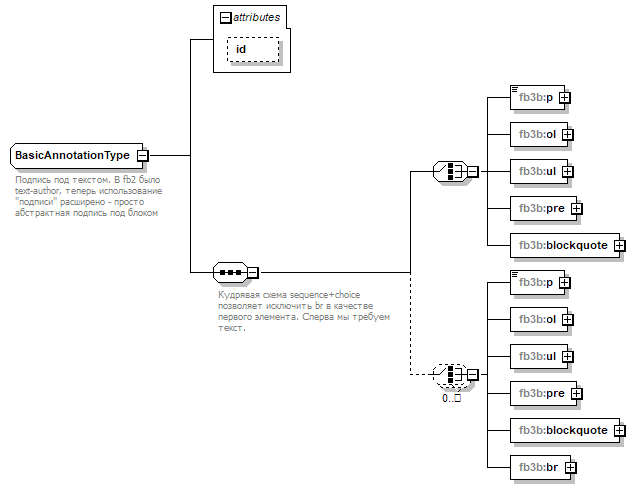 attributes
id
BasicAnnotationType
Подпись под текстом. В fb2 было
text-author, теперь использование
"подписи" расширено - просто
абстрактная подпись под блоком
Кудрявая схема sequence+choice
позволяет исключить br в качестве
первого элемента. Сперва мы требуем
текст.
fb3b:p
fb3b:ol
fb3b:ul
fb3b:pre
fb3b:blockquote
0..□
fb3b:p
fb3b:ol
fb3b:ul
fb3b:pre
fb3b:blockquote
fb3b:br